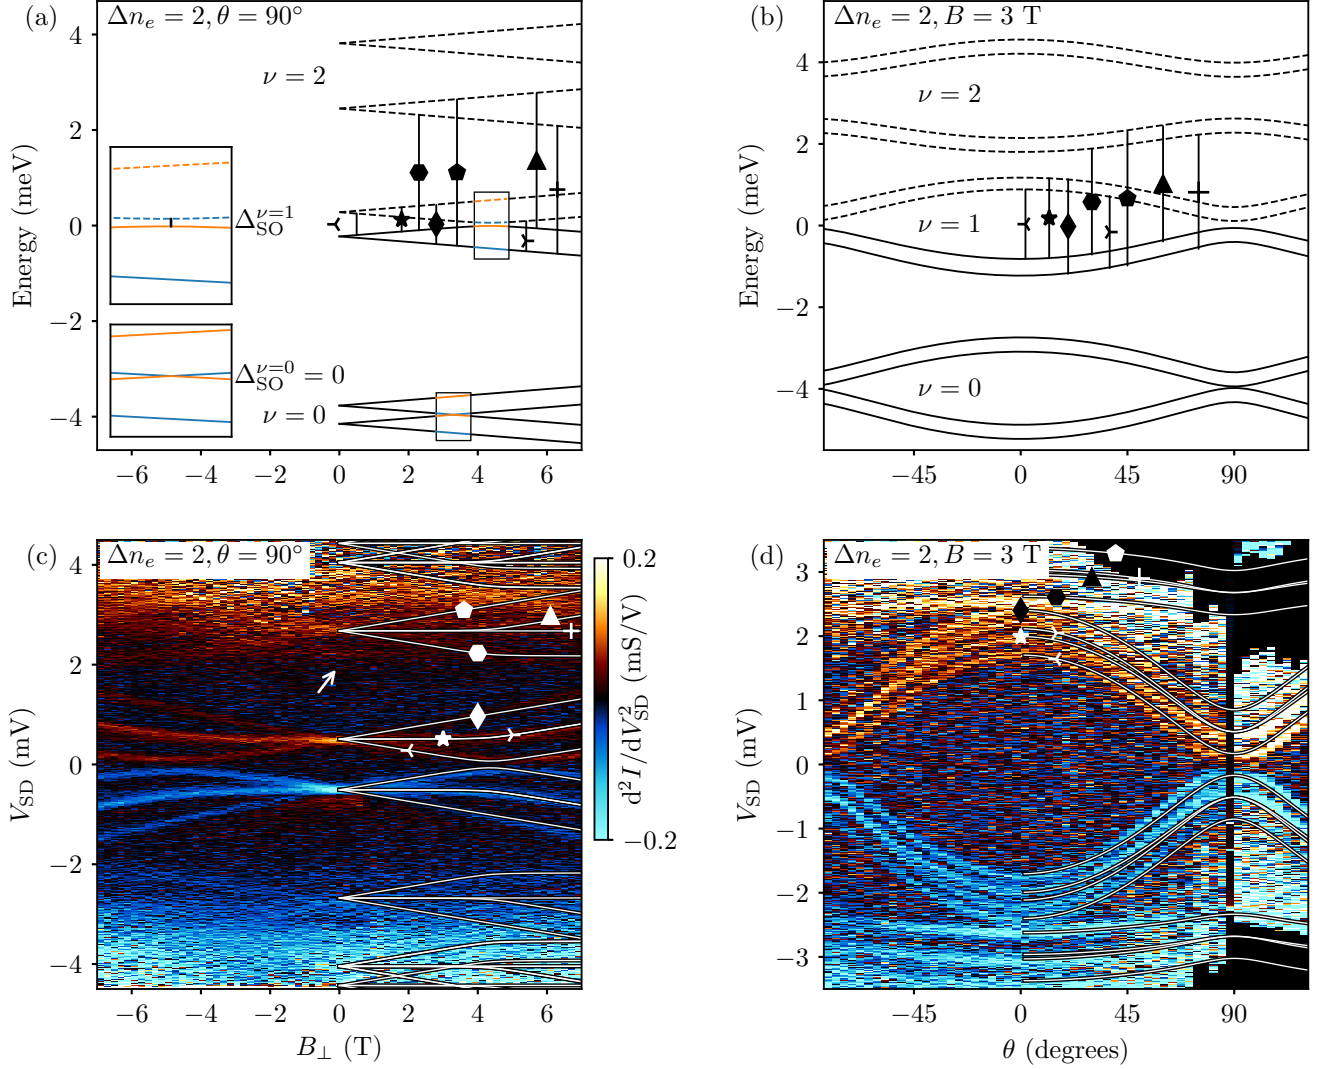 (a)
Δn_e = 2, θ = 90°
4
2
0
−2
−4
Energy (meV)
ν = 2
Δ_SO^{ν=1}
Δ_SO^{ν=0} = 0
ν = 0
−6
−4
−2
0
2
4
6
(b)
Δn_e = 2, B = 3 T
4
2
0
−2
−4
Energy (meV)
ν = 2
ν = 1
ν = 0
−45
0
45
90
(c)
Δn_e = 2, θ = 90°
4
2
0
−2
−4
V_SD (mV)
−6
−4
−2
0
2
4
6
B_⊥ (T)
0.2
−0.2
d²I/dV²_SD (mS/V)
(d)
Δn_e = 2, B = 3 T
3
2
1
0
−1
−2
−3
V_SD (mV)
−45
0
45
90
θ (degrees)